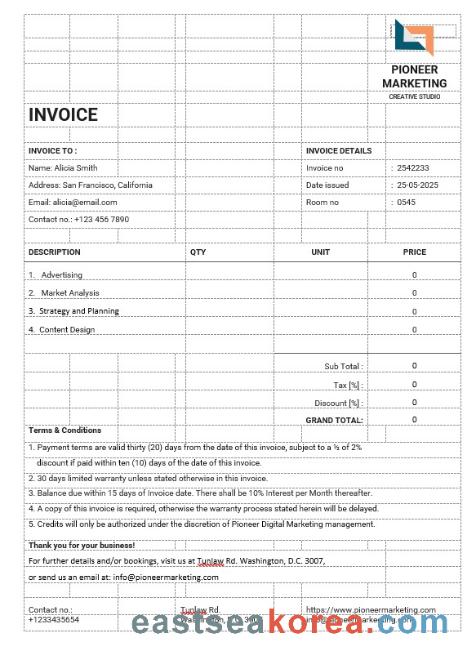 PIONEER
MARKETING
CREATIVE STUDIO
INVOICE
INVOICE TO :
INVOICE DETAILS
Name: Alicia Smith
Invoice no : 2542233
Address: San Francisco, California
Date issued : 25-05-2025
Email: alicia@email.com
Room no : 0545
Contact no.: +123 456 7890
DESCRIPTION QTY UNIT PRICE
1. Advertising 0
2. Market Analysis 0
3. Strategy and Planning 0
4. Content Design 0
Sub Total : 0
Tax [%] : 0
Discount [%] : 0
GRAND TOTAL: 0
Terms & Conditions
1. Payment terms are valid thirty (20) days from the date of this invoice, subject to a % of 2%
discount if paid within ten (10) days of the date of this invoice.
2. 30 days limited warranty unless stated otherwise in this invoice.
3. Balance due within 15 days of Invoice date. There shall be 10% Interest per Month thereafter.
4. A copy of this invoice is required, otherwise the warranty process stated herein will be delayed.
5. Credits will only be authorized under the discretion of Pioneer Digital Marketing management.
Thank you for your business!
For further details and/or bookings, visit us at Tunlaw Rd. Washington, D.C. 3007,
or send us an email at: info@pioneermarketing.com
Contact no.: Tunlaw Rd. https://www.pioneermarketing.com
+1233435654
eastseakorea.com